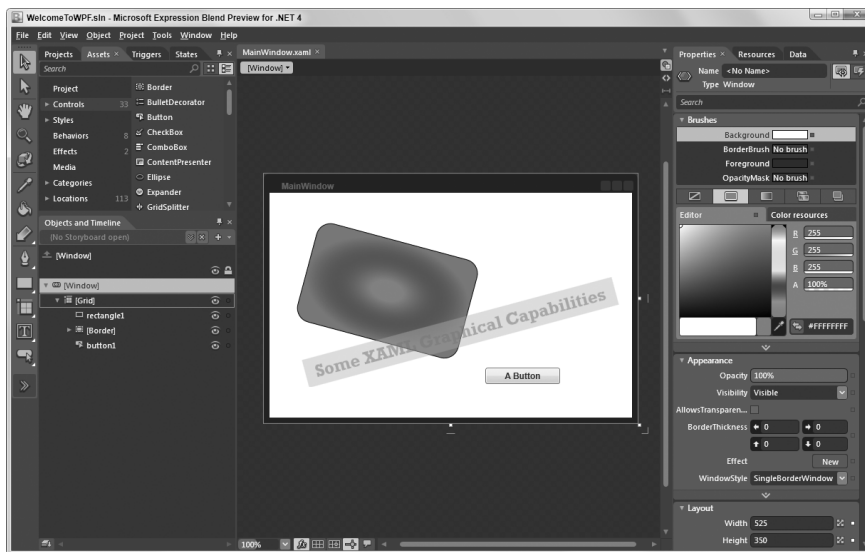 WelcomeToWPF.sln - Microsoft Expression Blend Preview for .NET 4
File Edit View Object Project Tools Window Help
Projects Assets × Triggers States
Search
Project
Controls 33
Styles
Behaviors 8
Effects 2
Media
Categories
Locations 113
Border
BulletDecorator
Button
CheckBox
ComboBox
ContentPresenter
Ellipse
Expander
GridSplitter
Objects and Timeline
(No Storyboard open)
[Window]
[Window]
[Grid]
rectangle1
[Border]
button1
MainWindow.xaml ×
[Window]
MainWindow
Some XAML Graphical Capabilities
A Button
100%
Properties × Resources Data
Name <No Name>
Type Window
Search
Brushes
Background
BorderBrush No brush
Foreground
OpacityMask No brush
Editor Color resources
R 255
G 255
B 255
A 100%
#FFFFFFFF
Appearance
Opacity 100%
Visibility Visible
AllowsTransparen...
BorderThickness 0 0
0 0
Effect New
WindowStyle SingleBorderWindow
Layout
Width 525
Height 350